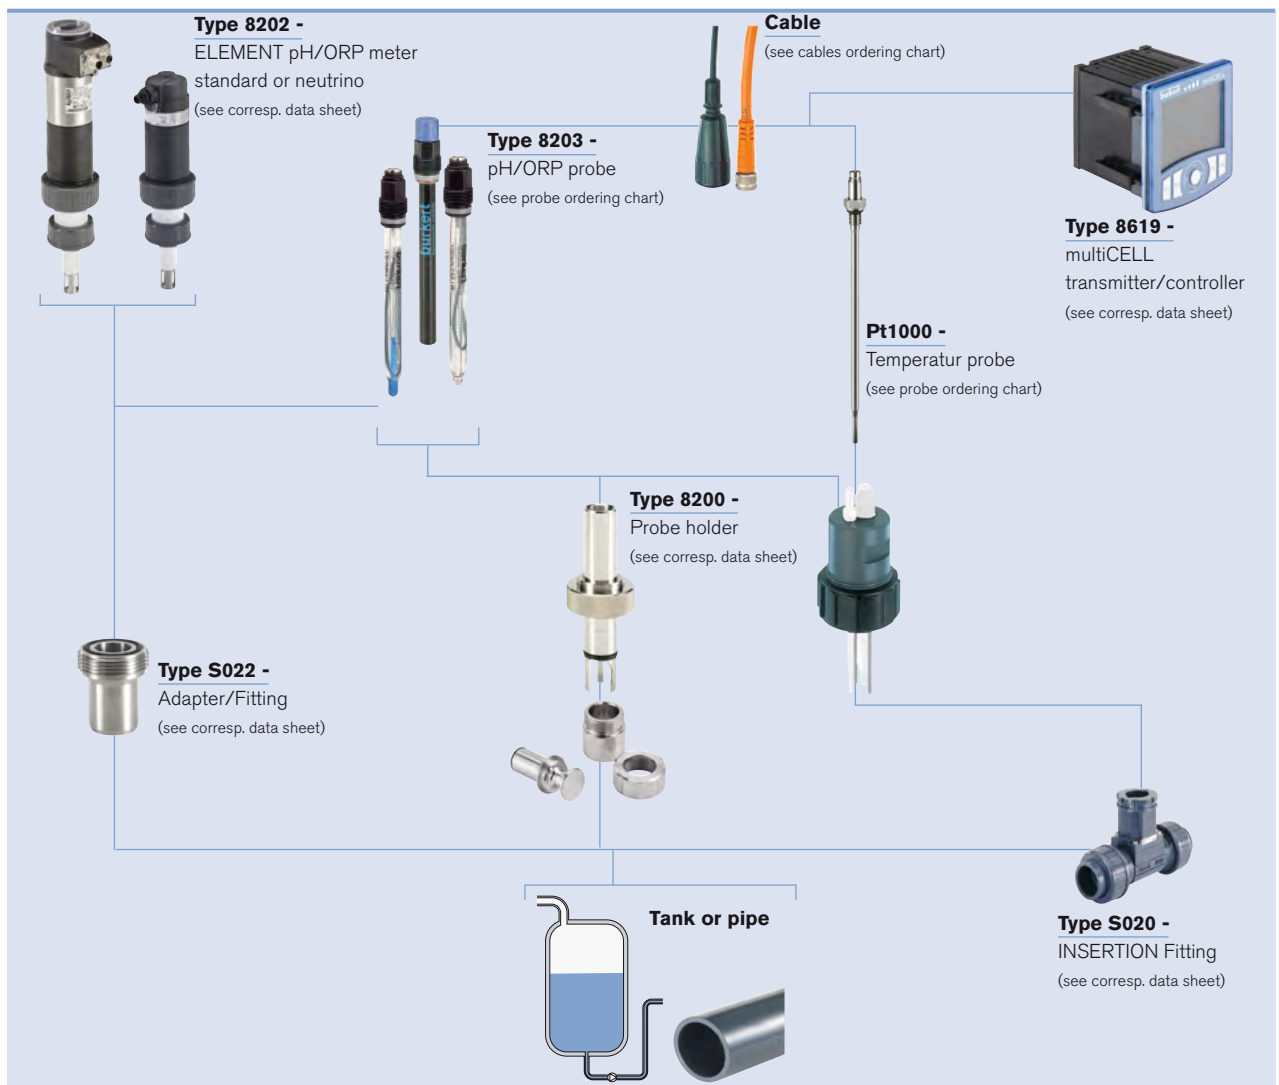 Type 8202 -
ELEMENT pH/ORP meter
standard or neutrino
(see corresp. data sheet)
Cable
(see cables ordering chart)
Type 8203 -
pH/ORP probe
(see probe ordering chart)
burkert
burkert
Type 8619 -
multiCELL
transmitter/controller
(see corresp. data sheet)
Pt1000 -
Temperatur probe
(see probe ordering chart)
Type 8200 -
Probe holder
(see corresp. data sheet)
Type S022 -
Adapter/Fitting
(see corresp. data sheet)
Tank or pipe
Type S020 -
INSERTION Fitting
(see corresp. data sheet)